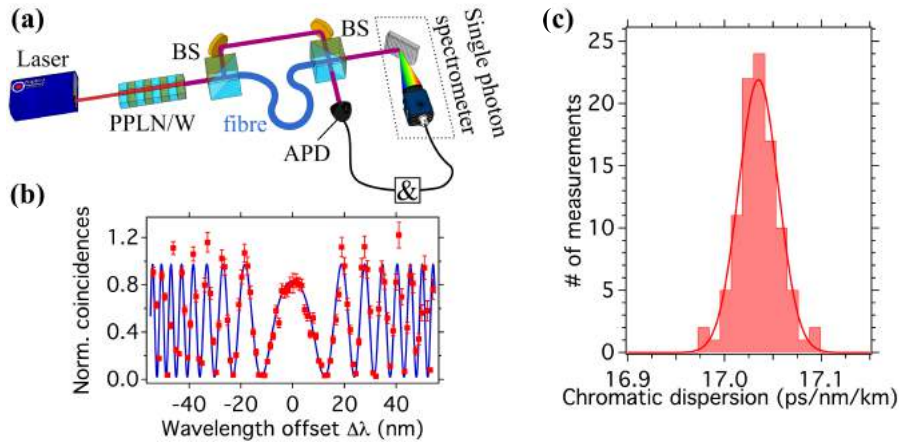 (a)
Laser
PPLN/W
BS
fibre
BS
APD
&
Single photon
spectrometer
(b)
Norm. coincidences
1.2
0.8
0.4
0.0
-40
-20
0
20
40
Wavelength offset Δλ (nm)
(c)
# of measurements
25
20
15
10
5
0
16.9
17.0
17.1
Chromatic dispersion (ps/nm/km)